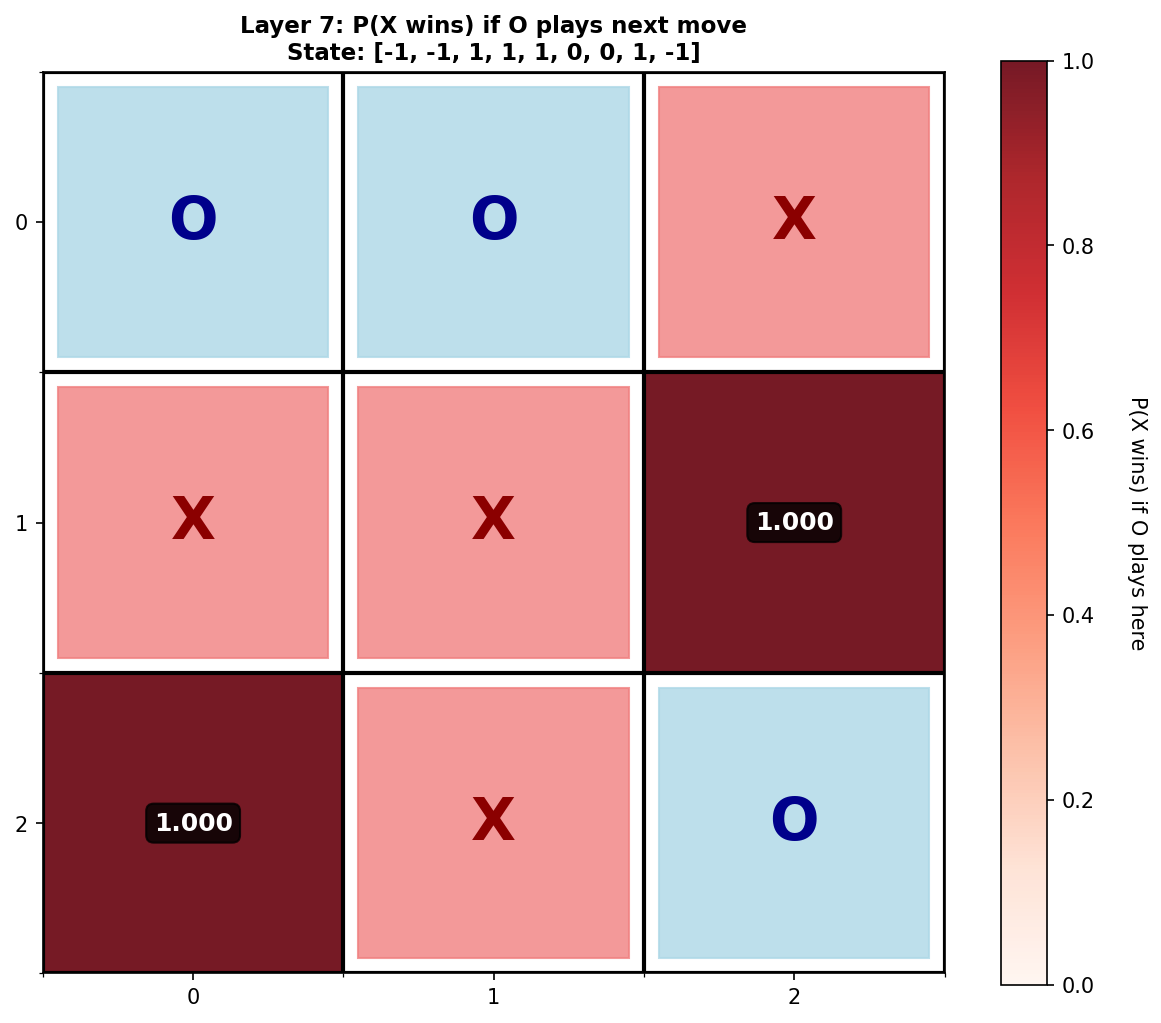 Layer 7: P(X wins) if O plays next move
State: [-1, -1, 1, 1, 1, 0, 0, 1, -1]
0
O
O
X
1
X
X
1.000
2
1.000
X
O
0
1
2
1.0
0.8
0.6
0.4
0.2
0.0
P(X wins) if O plays here